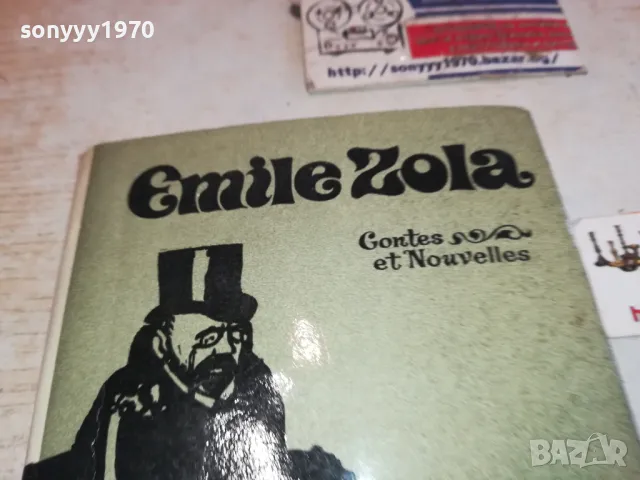 sonyyy1970
http://sonyyy1970.bazar.bg/
Emile Zola
Contes
et Nouvelles
BAZAR